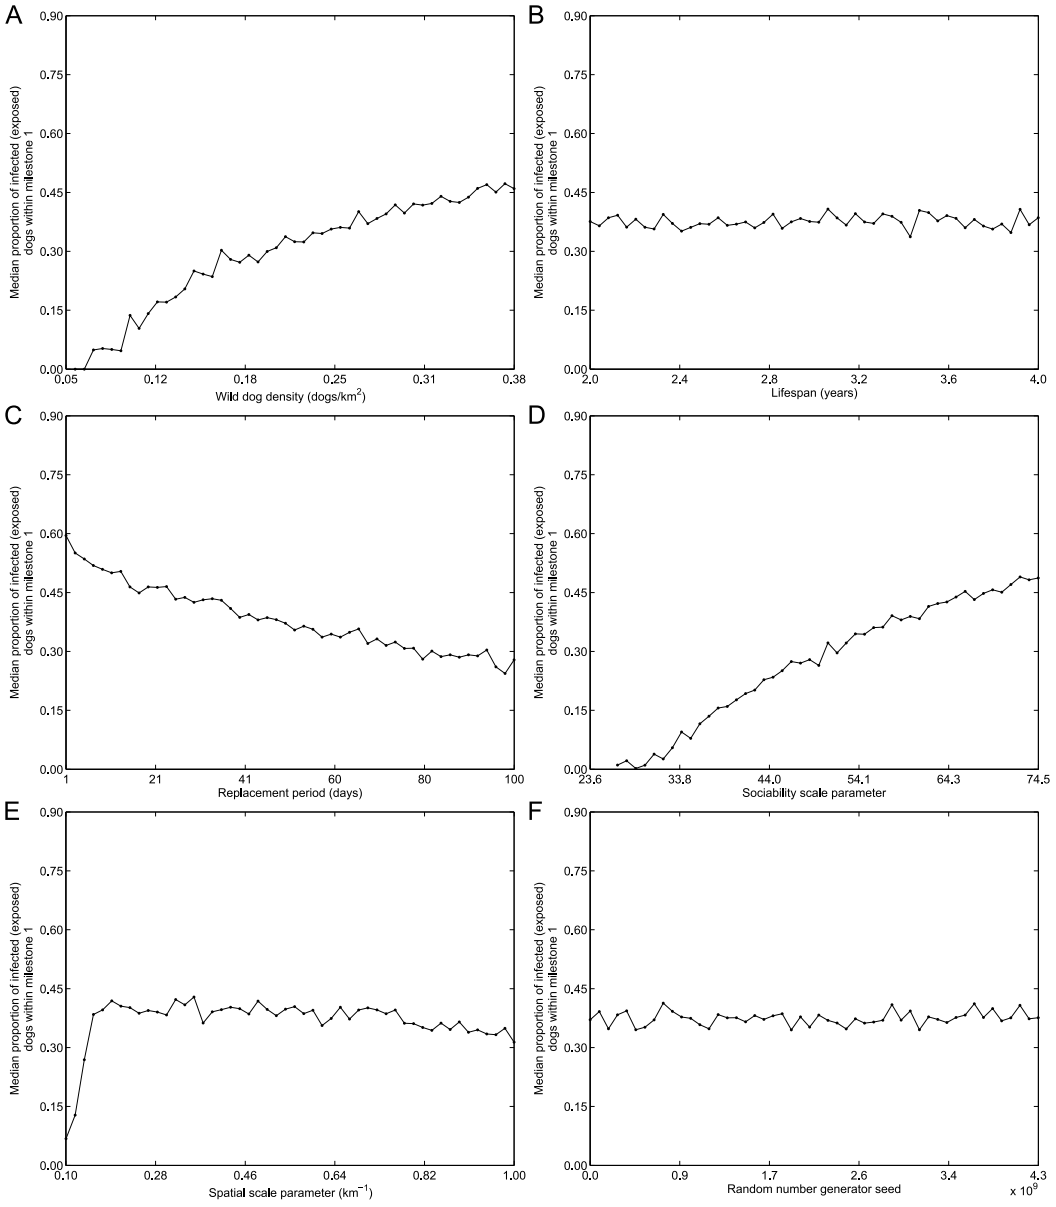 A
Median proportion of infected (exposed)
dogs within milestone 1
0.90
0.75
0.60
0.45
0.30
0.15
0.00
0.05 0.12 0.18 0.25 0.31 0.38
Wild dog density (dogs/km²)
B
Median proportion of infected (exposed)
dogs within milestone 1
0.90
0.75
0.60
0.45
0.30
0.15
0.00
2.0 2.4 2.8 3.2 3.6 4.0
Lifespan (years)
C
Median proportion of infected (exposed)
dogs within milestone 1
0.90
0.75
0.60
0.45
0.30
0.15
0.00
1 21 41 60 80 100
Replacement period (days)
D
Median proportion of infected (exposed)
dogs within milestone 1
0.90
0.75
0.60
0.45
0.30
0.15
0.00
23.6 33.8 44.0 54.1 64.3 74.5
Sociability scale parameter
E
Median proportion of infected (exposed)
dogs within milestone 1
0.90
0.75
0.60
0.45
0.30
0.15
0.00
0.10 0.28 0.46 0.64 0.82 1.00
Spatial scale parameter (km⁻¹)
F
Median proportion of infected (exposed)
dogs within milestone 1
0.90
0.75
0.60
0.45
0.30
0.15
0.00
0.0 0.9 1.7 2.6 3.4 4.3
Random number generator seed
x 10⁹